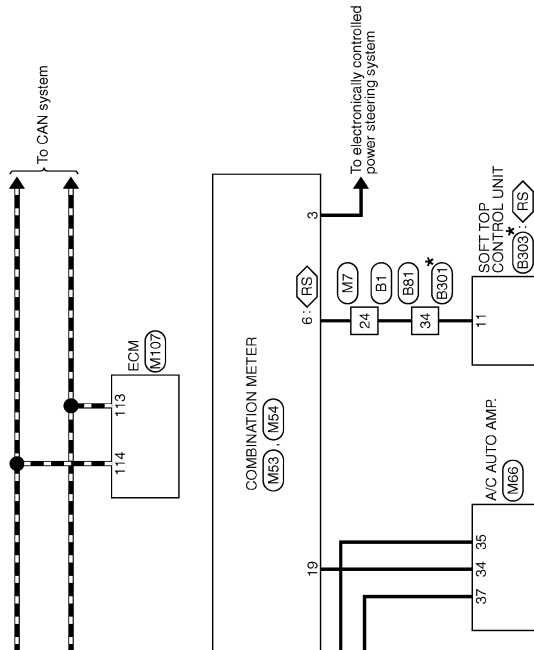 To CAN system
To electronically controlled
power steering system
ECM
M107
113
114
COMBINATION METER
M53 , M54
3
6 : RS
19
M7
24
B1
B81
34
* B301
SOFT TOP
CONTROL UNIT
* B303 : RS
11
A/C AUTO AMP.
M66
35
34
37